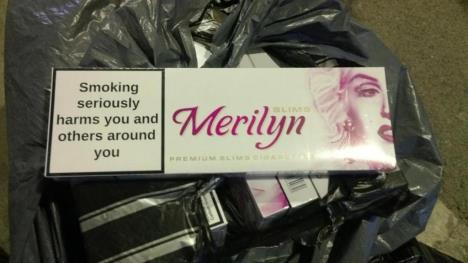 Smoking
seriously
harms you and
others around
you
SLIMS
Merilyn
PREMIUM SLIMS CIGARETTES